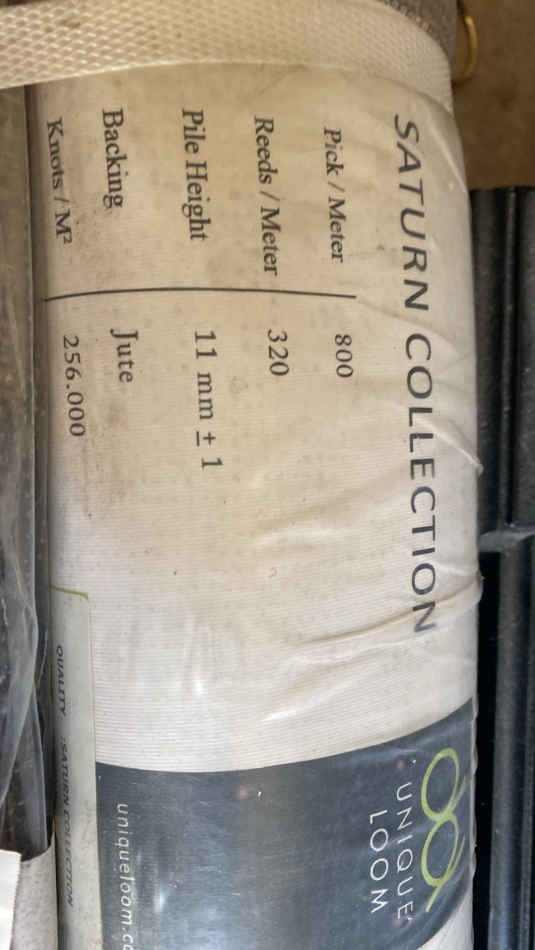 SATURN COLLECTION
Pick / Meter 800
Reeds / Meter 320
Pile Height 11 mm ± 1
Backing Jute
Knots / M² 256.000
UNIQUE
LOOM
uniqueloom.co
QUALITY :SATURN COLLECTION